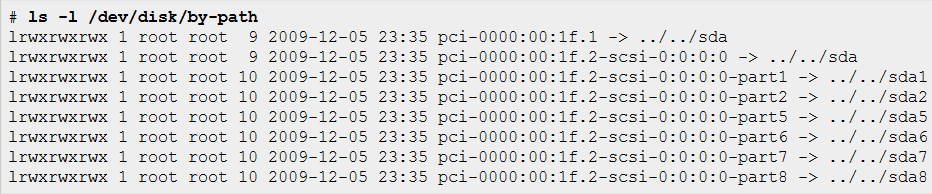 # ls -l /dev/disk/by-path
lrwxrwxrwx 1 root root  9 2009-12-05 23:35 pci-0000:00:1f.1 -> ../../sda
lrwxrwxrwx 1 root root  9 2009-12-05 23:35 pci-0000:00:1f.2-scsi-0:0:0:0 -> ../../sda
lrwxrwxrwx 1 root root 10 2009-12-05 23:35 pci-0000:00:1f.2-scsi-0:0:0:0-part1 -> ../../sda1
lrwxrwxrwx 1 root root 10 2009-12-05 23:35 pci-0000:00:1f.2-scsi-0:0:0:0-part2 -> ../../sda2
lrwxrwxrwx 1 root root 10 2009-12-05 23:35 pci-0000:00:1f.2-scsi-0:0:0:0-part5 -> ../../sda5
lrwxrwxrwx 1 root root 10 2009-12-05 23:35 pci-0000:00:1f.2-scsi-0:0:0:0-part6 -> ../../sda6
lrwxrwxrwx 1 root root 10 2009-12-05 23:35 pci-0000:00:1f.2-scsi-0:0:0:0-part7 -> ../../sda7
lrwxrwxrwx 1 root root 10 2009-12-05 23:35 pci-0000:00:1f.2-scsi-0:0:0:0-part8 -> ../../sda8